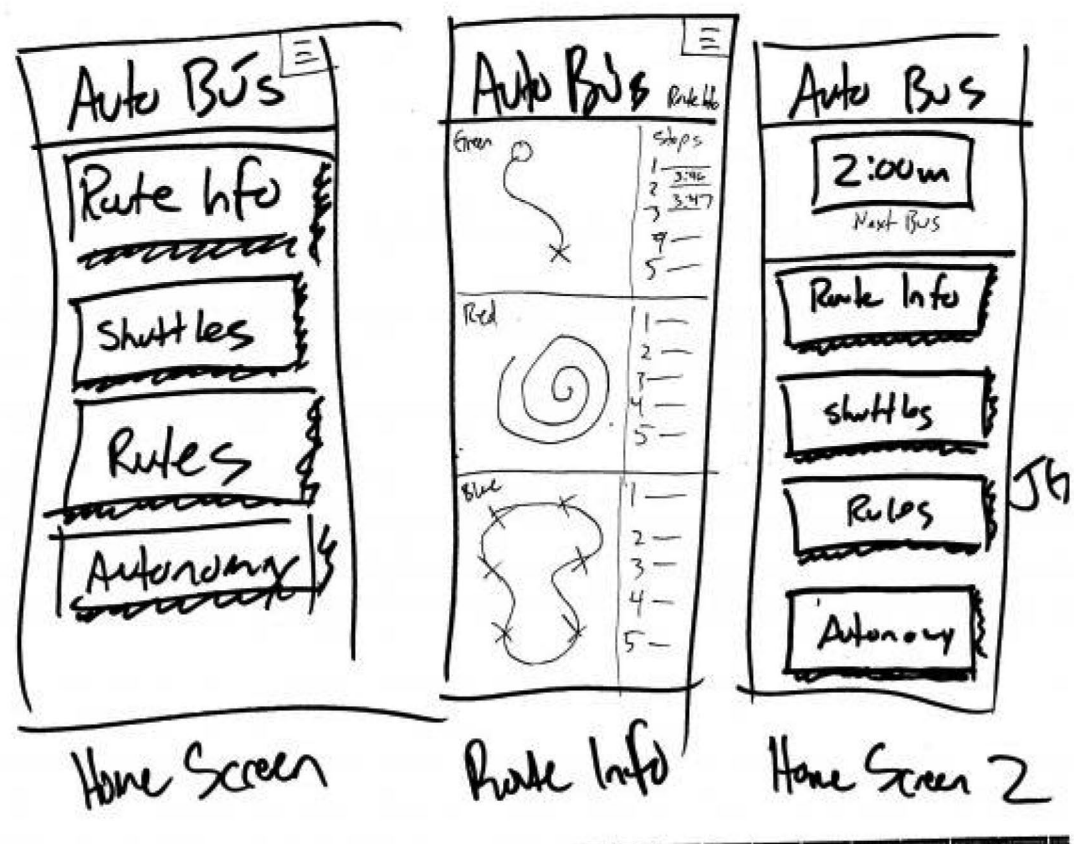 Auto Bus
Route Info
Shuttles
Rules
Autonomy
Home Screen
Auto Bus
Route Info
Green
Stops
1
2 3:46
3 3:47
4
5
Red
1
2
3
4
5
Blue
1
2
3
4
5
Route Info
Auto Bus
2:00m
Next Bus
Route Info
Shuttles
Rules
Autonomy
Home Screen 2